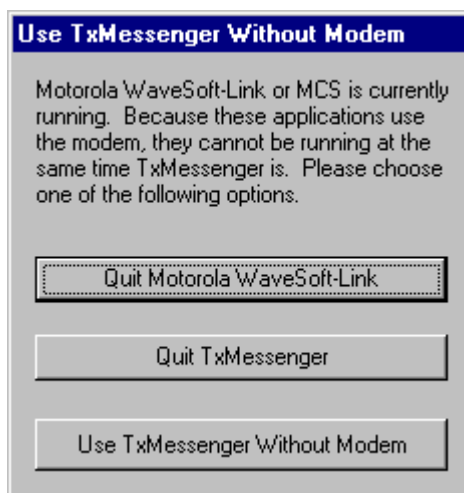 Use TxMessenger Without Modem
Motorola WaveSoft-Link or MCS is currently
running.  Because these applications use
the modem, they cannot be running at the
same time TxMessenger is.  Please choose
one of the following options.
Quit Motorola WaveSoft-Link
Quit TxMessenger
Use TxMessenger Without Modem